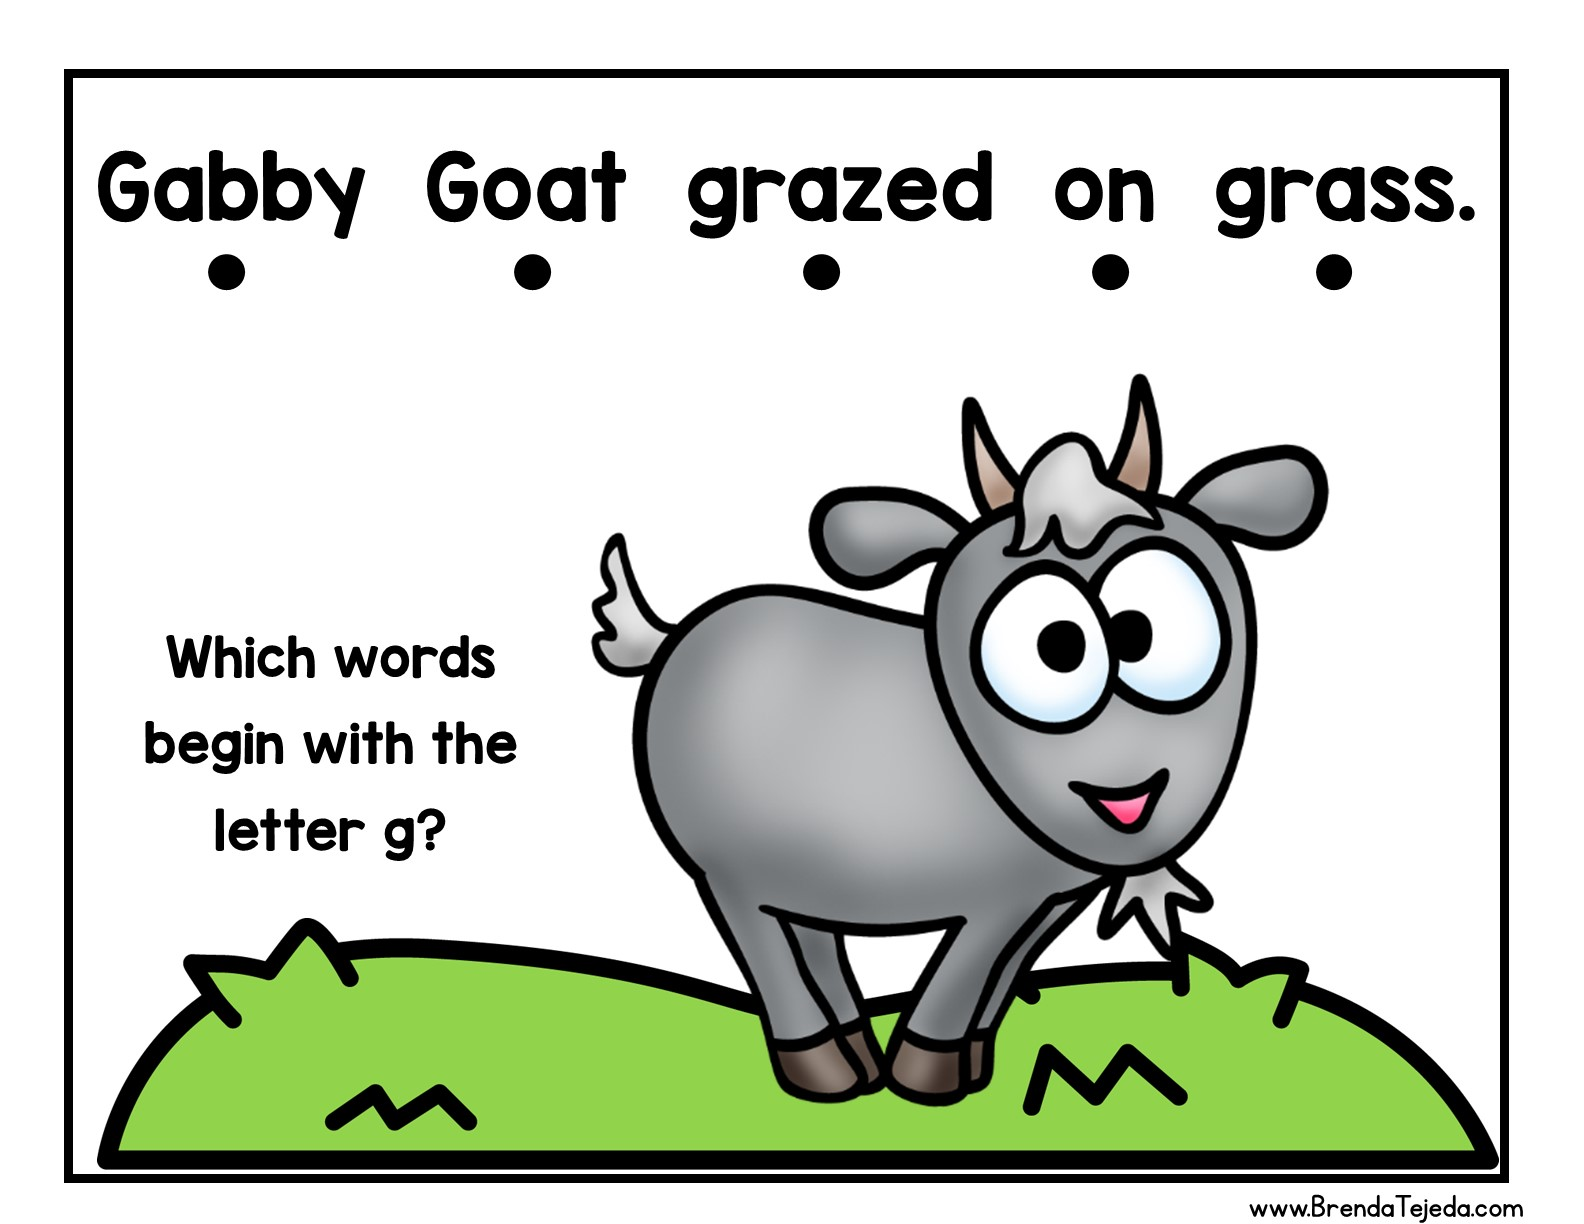 Gabby Goat grazed on grass.
Which words
begin with the
letter g?
www.BrendaTejeda.com